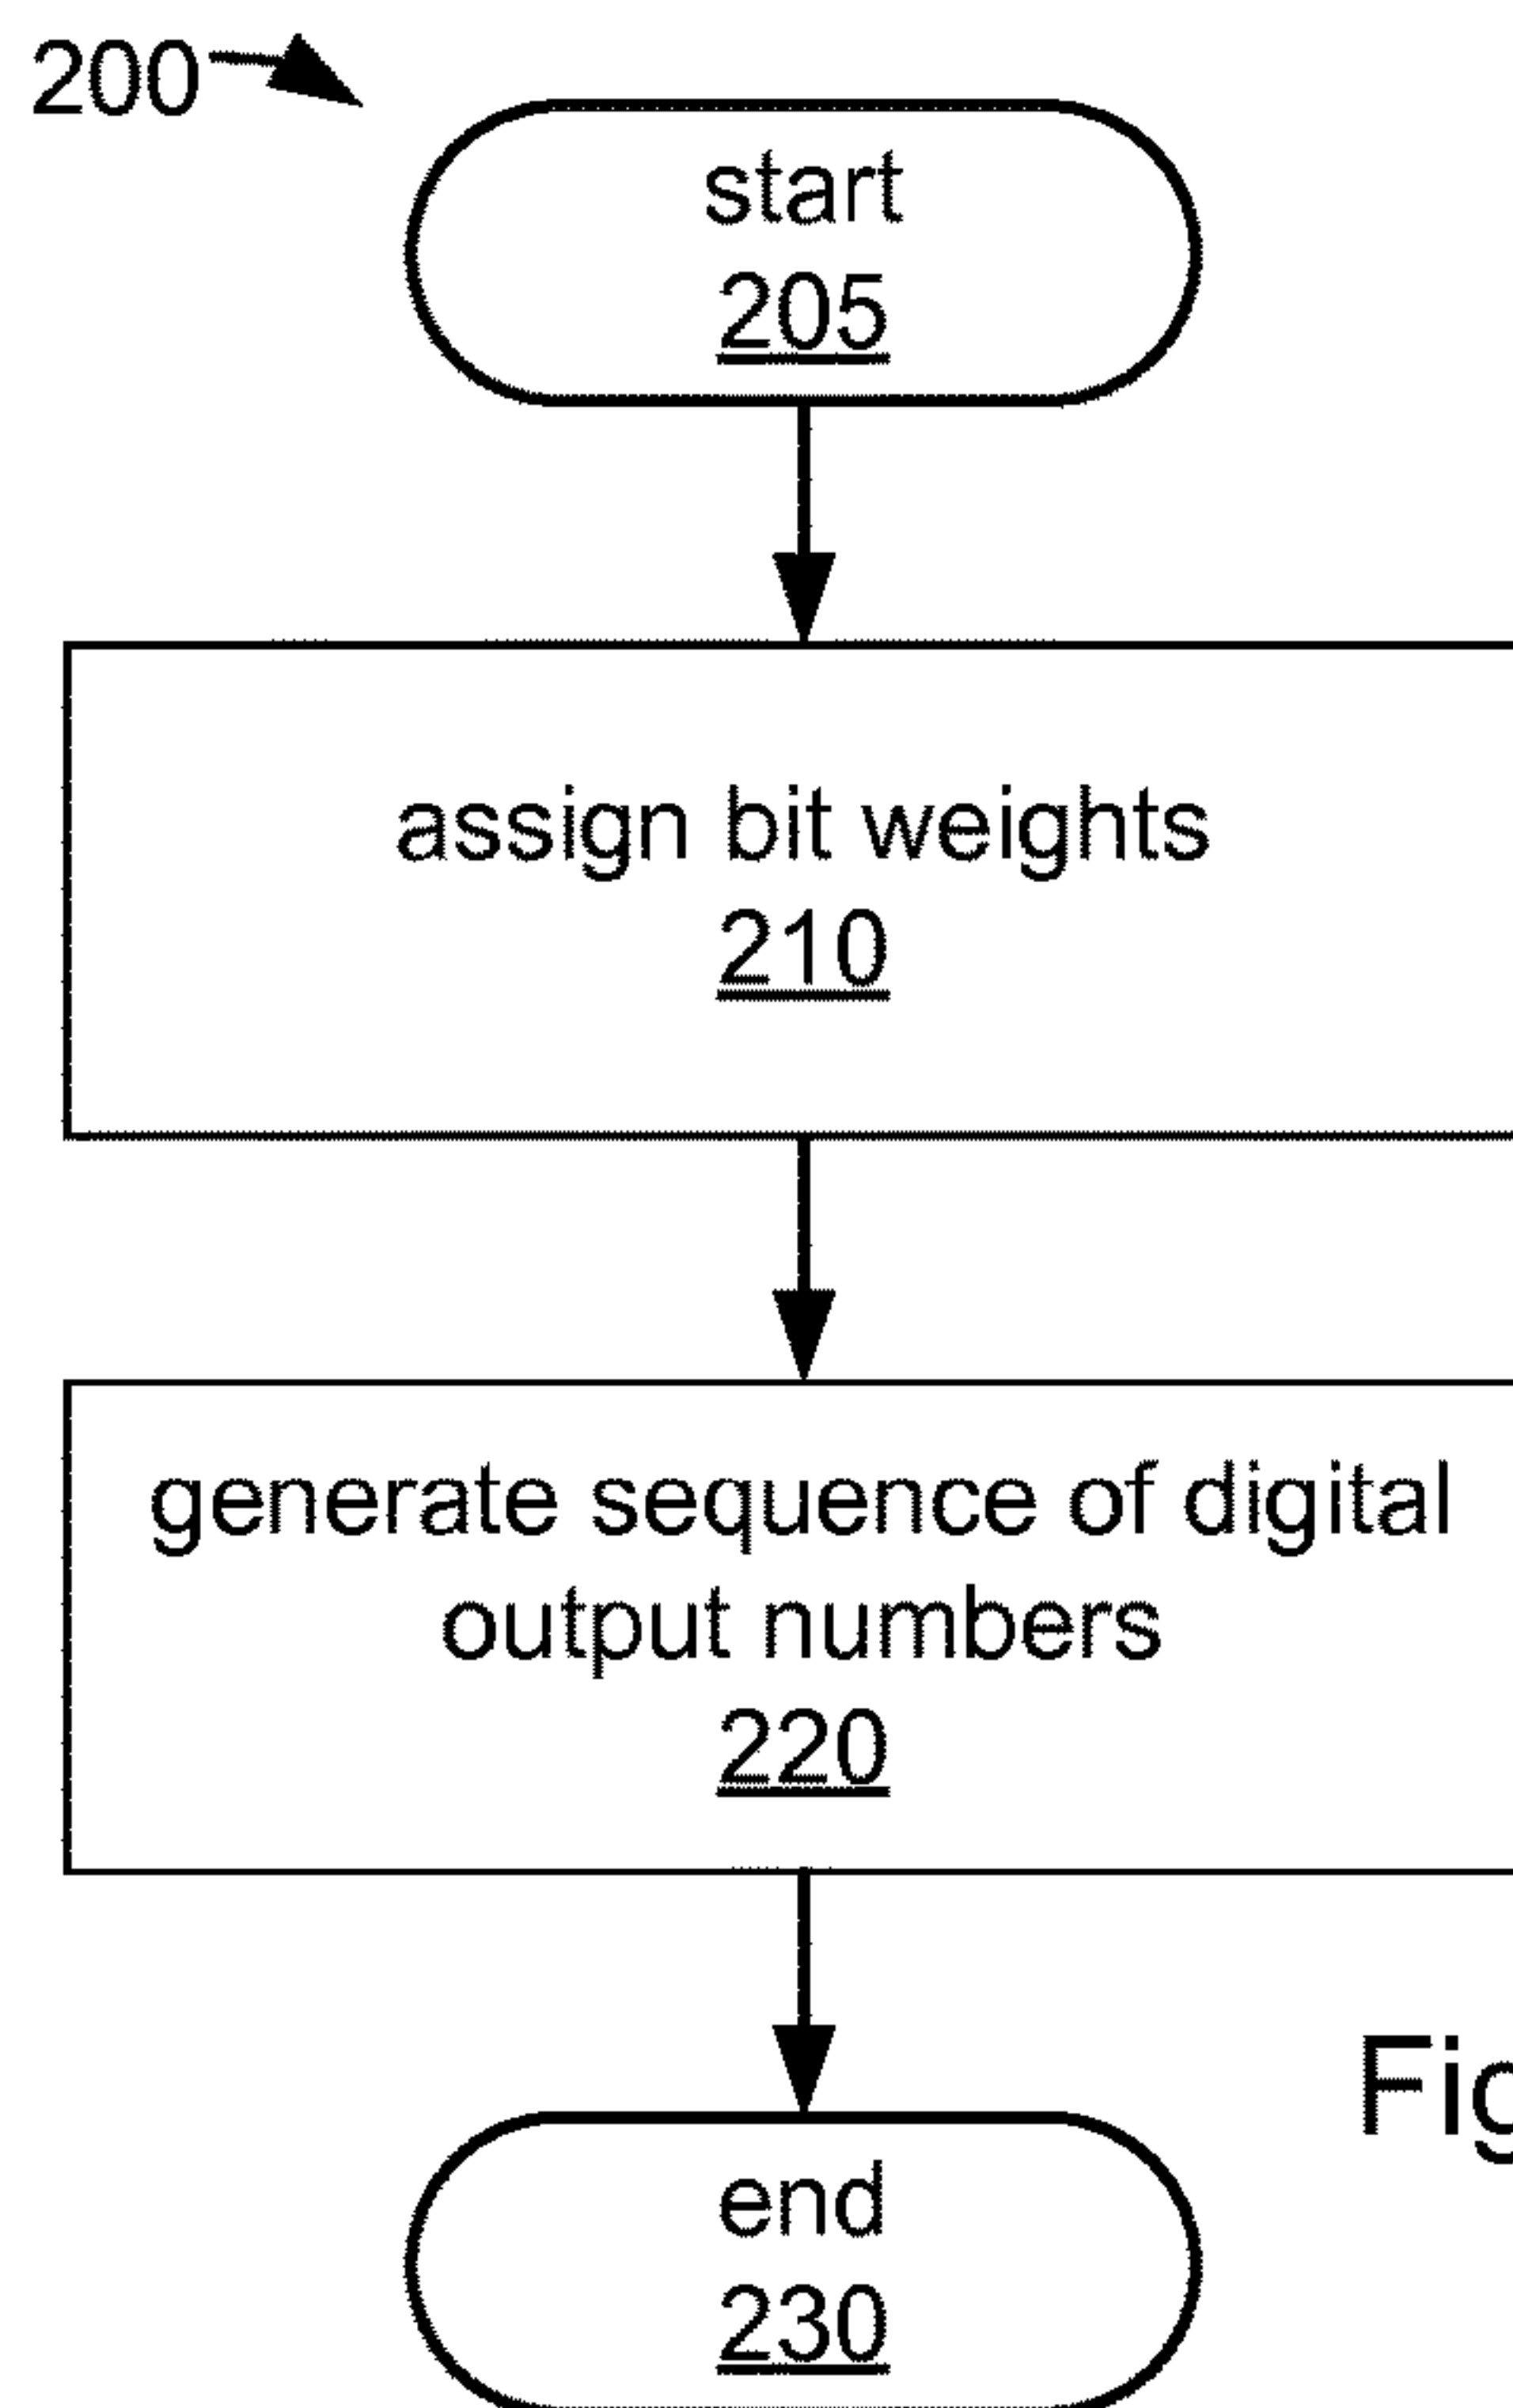 200
start
205
assign bit weights
210
generate sequence of digital
output numbers
220
Fig
end
230